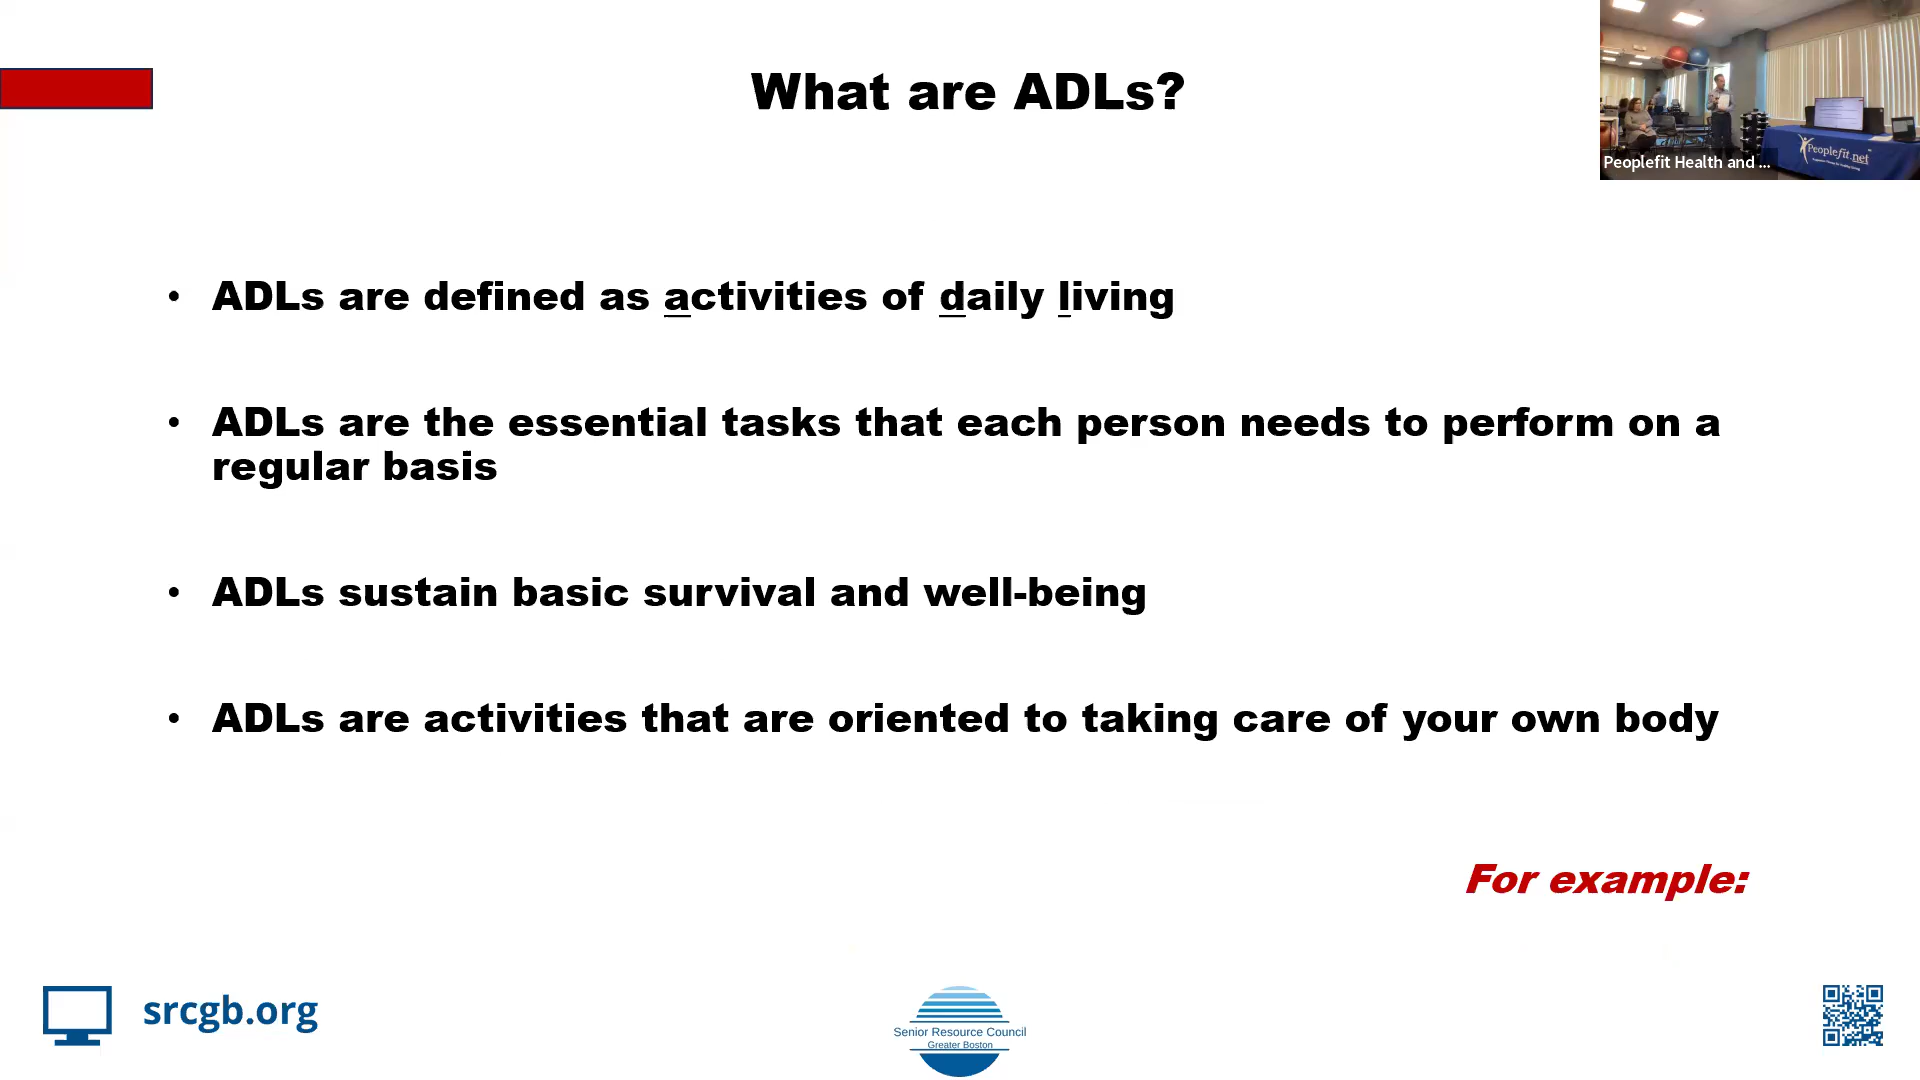 What are ADLs?
Peoplefit Health and ...
Peoplefit.net
• ADLs are defined as activities of daily living
• ADLs are the essential tasks that each person needs to perform on a
regular basis
• ADLs sustain basic survival and well-being
• ADLs are activities that are oriented to taking care of your own body
For example:
srcgb.org
Senior Resource Council
Greater Boston